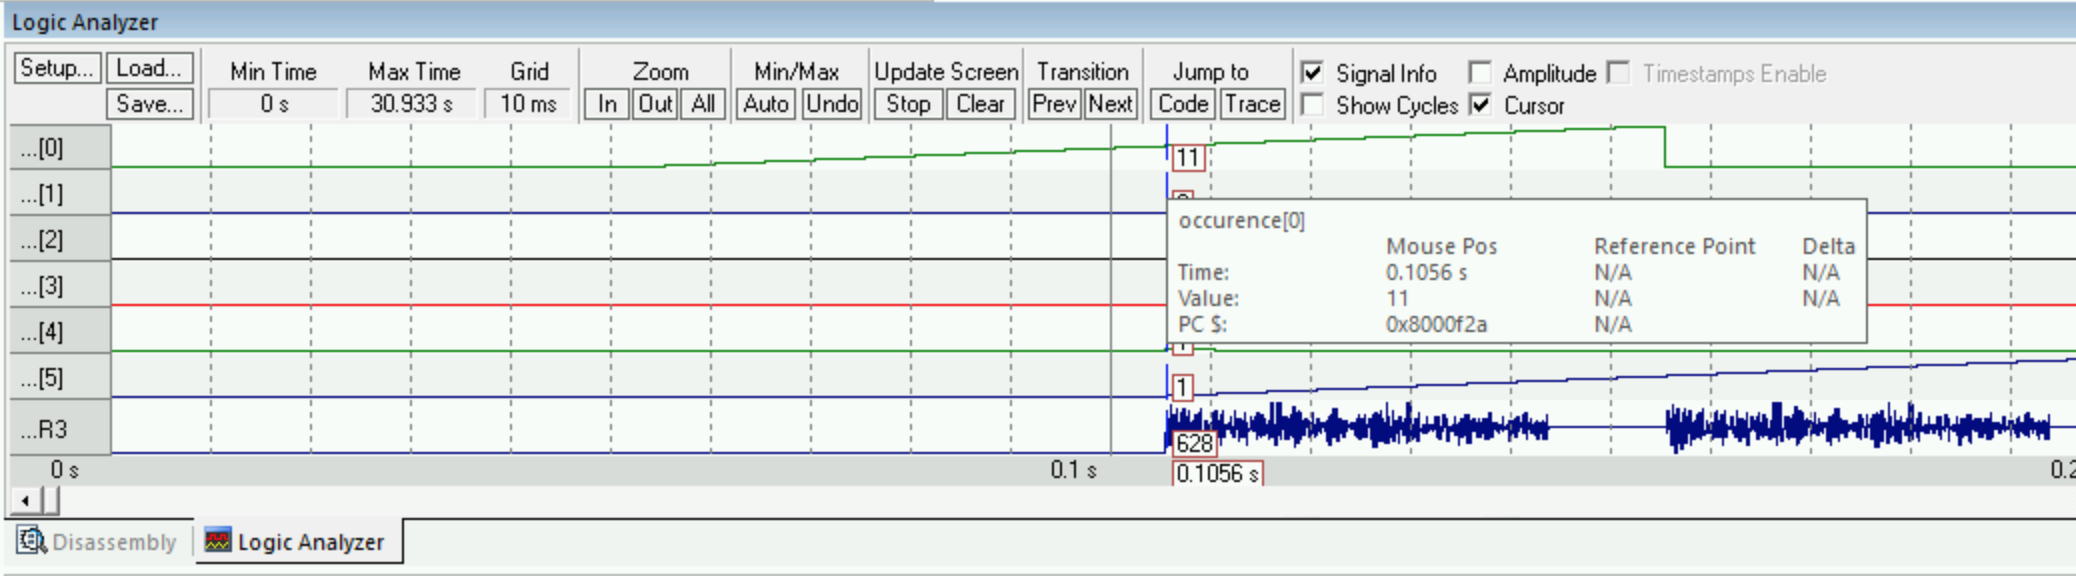 Logic Analyzer
Setup... Load... Min Time Max Time Grid Zoom Min/Max Update Screen Transition Jump to Signal Info Amplitude Timestamps Enable
Save... 0 s 30.933 s 10 ms In Out All Auto Undo Stop Clear Prev Next Code Trace Show Cycles Cursor
...[0]
11
...[1]
occurence[0]
...[2]
Mouse Pos Reference Point Delta
Time: 0.1056 s N/A N/A
...[3]
Value: 11 N/A N/A
PC $: 0x8000f2a N/A
...[4]
...[5]
1
...R3
628
0 s 0.1 s 0.1056 s 0.2
Disassembly Logic Analyzer